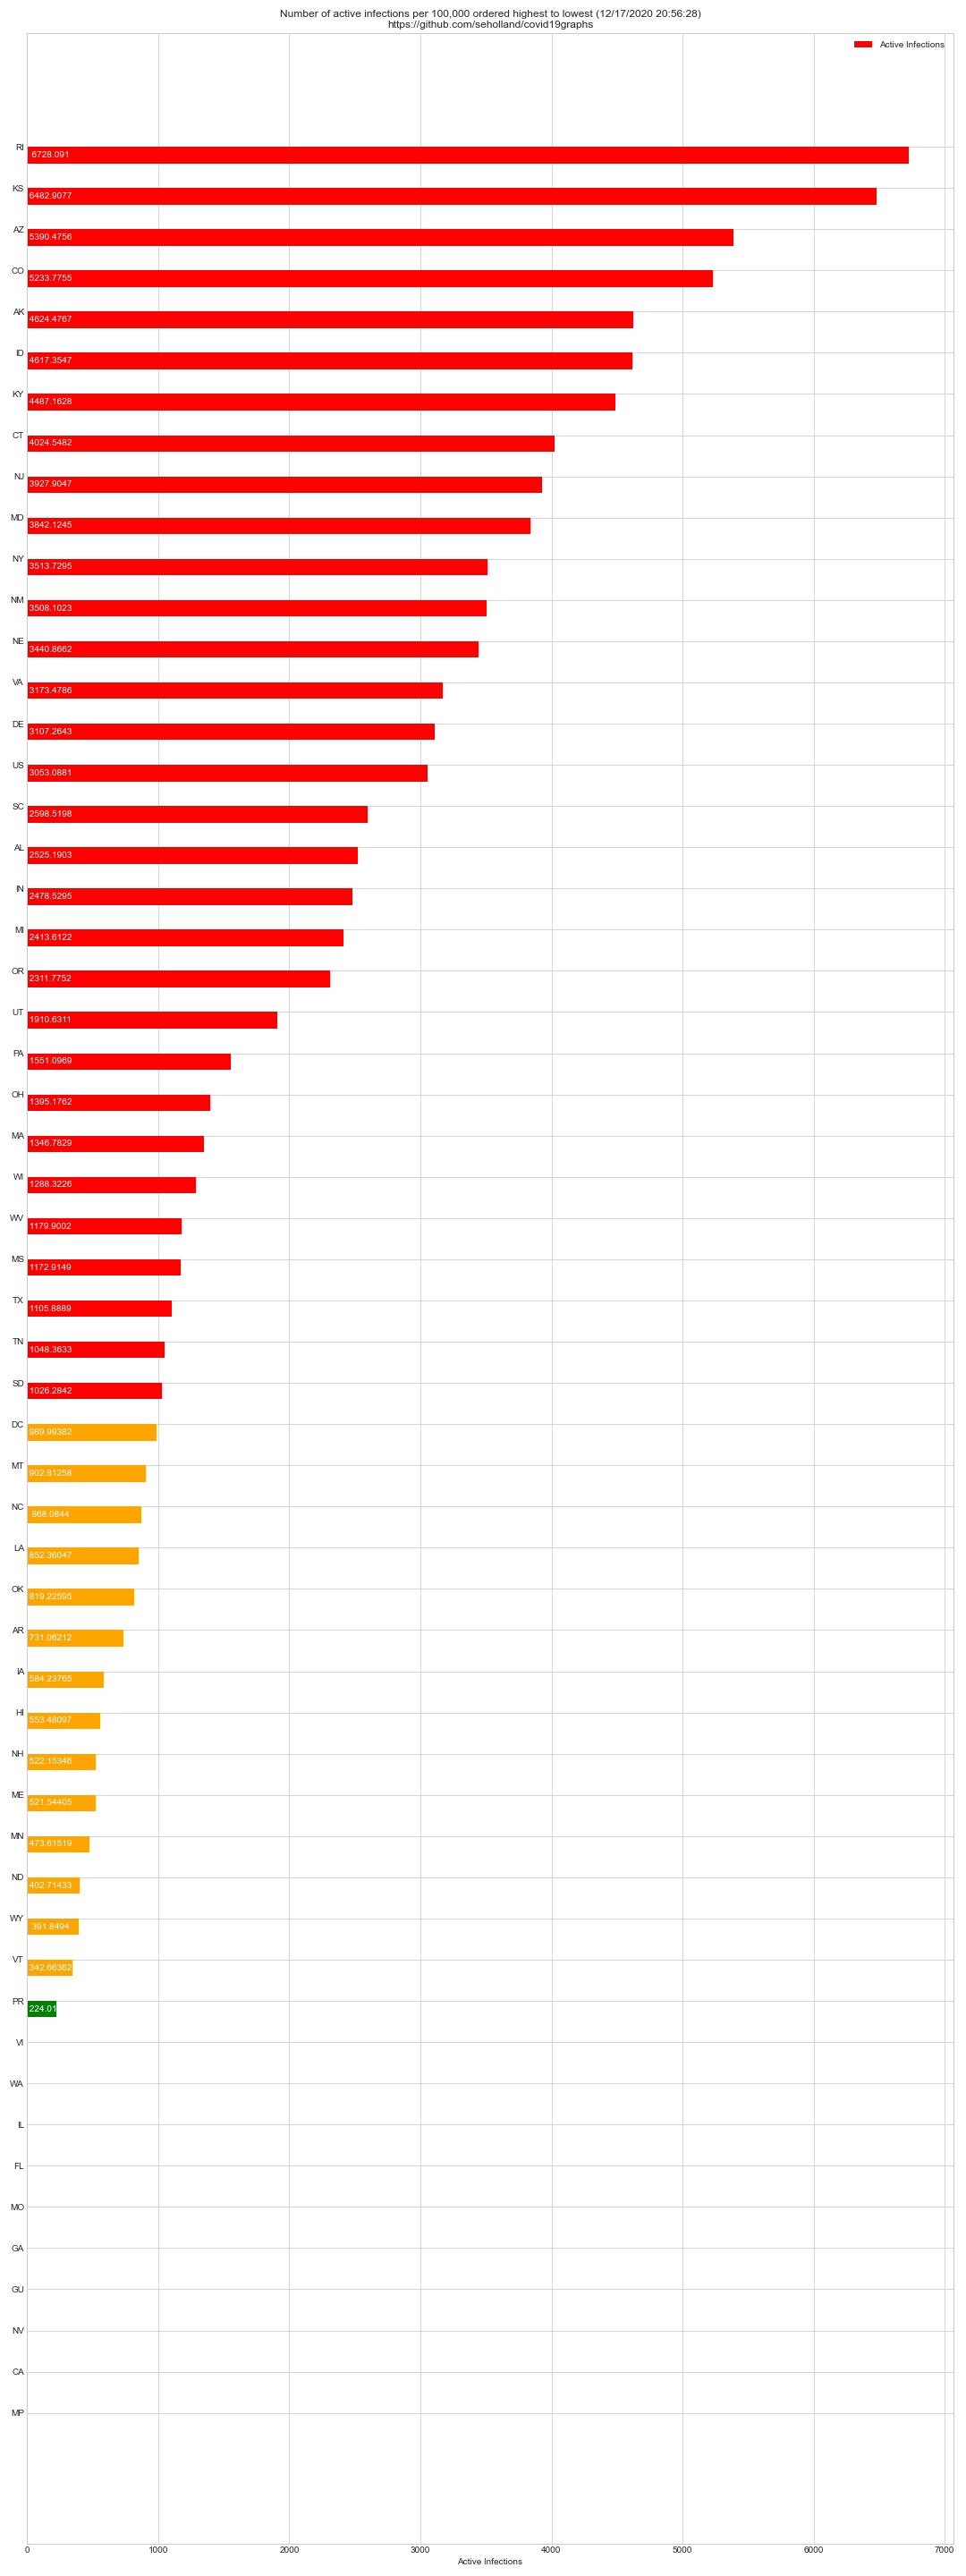 Number of active infections per 100,000 ordered highest to lowest (12/17/2020 20:56:28)
https://github.com/seholland/covid19graphs
Active Infections
RI 6728.091
KS 6482.9077
AZ 5390.4756
CO 5233.7755
AK 4624.4767
ID 4617.3547
KY 4487.1628
CT 4024.5482
NJ 3927.9047
MD 3842.1245
NY 3513.7295
NM 3508.1023
NE 3440.8662
VA 3173.4786
DE 3107.2643
US 3053.0881
SC 2598.5198
AL 2525.1903
IN 2478.5295
MI 2413.6122
OR 2311.7752
UT 1910.6311
PA 1551.0969
OH 1395.1762
MA 1346.7829
WI 1288.3226
WV 1179.9002
MS 1172.9149
TX 1105.8889
TN 1048.3633
SD 1026.2842
DC 989.99382
MT 902.81258
NC 868.0844
LA 852.36047
OK 819.22595
AR 731.06212
IA 584.23765
HI 553.48097
NH 522.15346
ME 521.54405
MN 473.61519
ND 402.71433
WY 391.8494
VT 342.66362
PR 224.01
VI
WA
IL
FL
MO
GA
GU
NV
CA
MP
0 1000 2000 3000 4000 5000 6000 7000
Active Infections